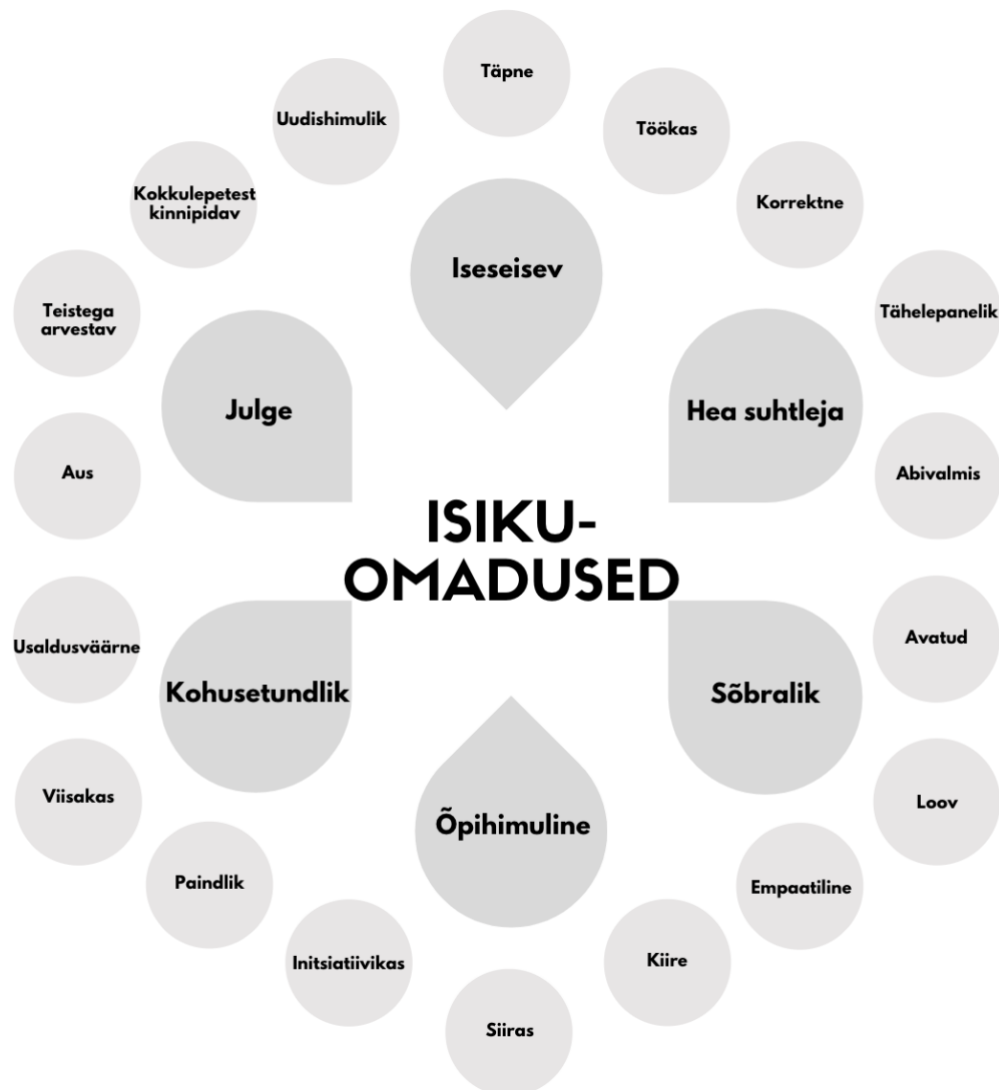 Täpne
Uudishimulik
Töökas
Kokkulepetest
kinnipidav
Korrektne
Iseseisev
Teistega
arvestav
Tähelepanelik
Julge
Hea suhtleja
Aus
Abivalmis
ISIKU-
OMADUSED
Usaldusväärne
Avatud
Kohusetundlik
Sõbralik
Viisakas
Loov
Õpihimuline
Paindlik
Empaatiline
Initsiatiivikas
Kiire
Siiras